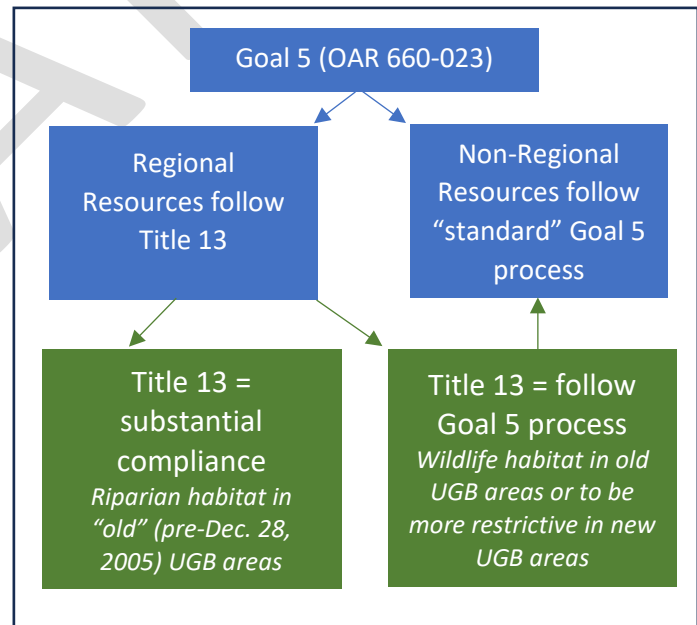 Goal 5 (OAR 660-023)
Regional
Resources follow
Title 13
Non-Regional
Resources follow
“standard” Goal 5
process
Title 13 =
substantial
compliance
Riparian habitat in
“old” (pre-Dec. 28,
2005) UGB areas
Title 13 = follow
Goal 5 process
Wildlife habitat in old
UGB areas or to be
more restrictive in new
UGB areas